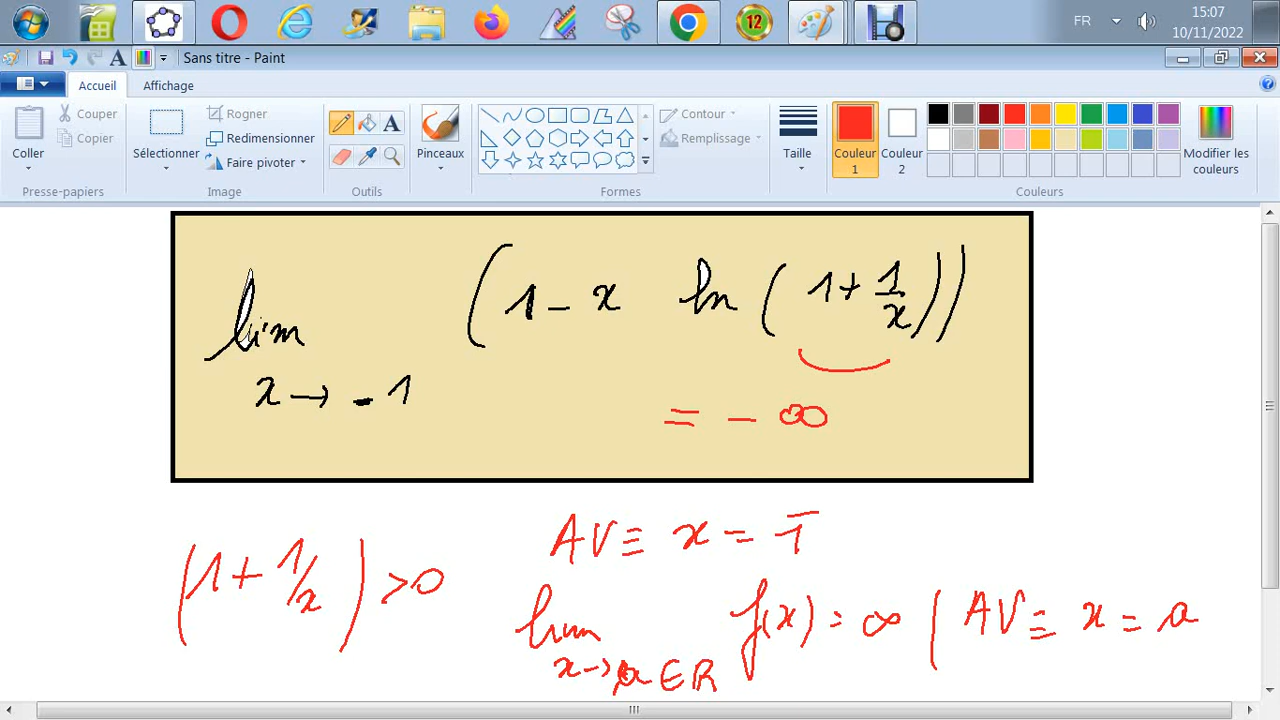 12
FR
15:07
10/11/2022
Sans titre - Paint
Accueil Affichage
Coller
Couper
Copier
Presse-papiers
Sélectionner
Rogner
Redimensionner
Faire pivoter
Image
A
Outils
Pinceaux
Formes
Contour
Remplissage
Taille
Couleur 1
Couleur 2
Modifier les couleurs
Couleurs
lim (1 - x ln (1 + 1/x))
x → -1
= - ∞
AV ≡ x = -1
(1 + 1/x) > 0
lim f(x) = ∞ ( AV ≡ x = a
x → a ∈ R